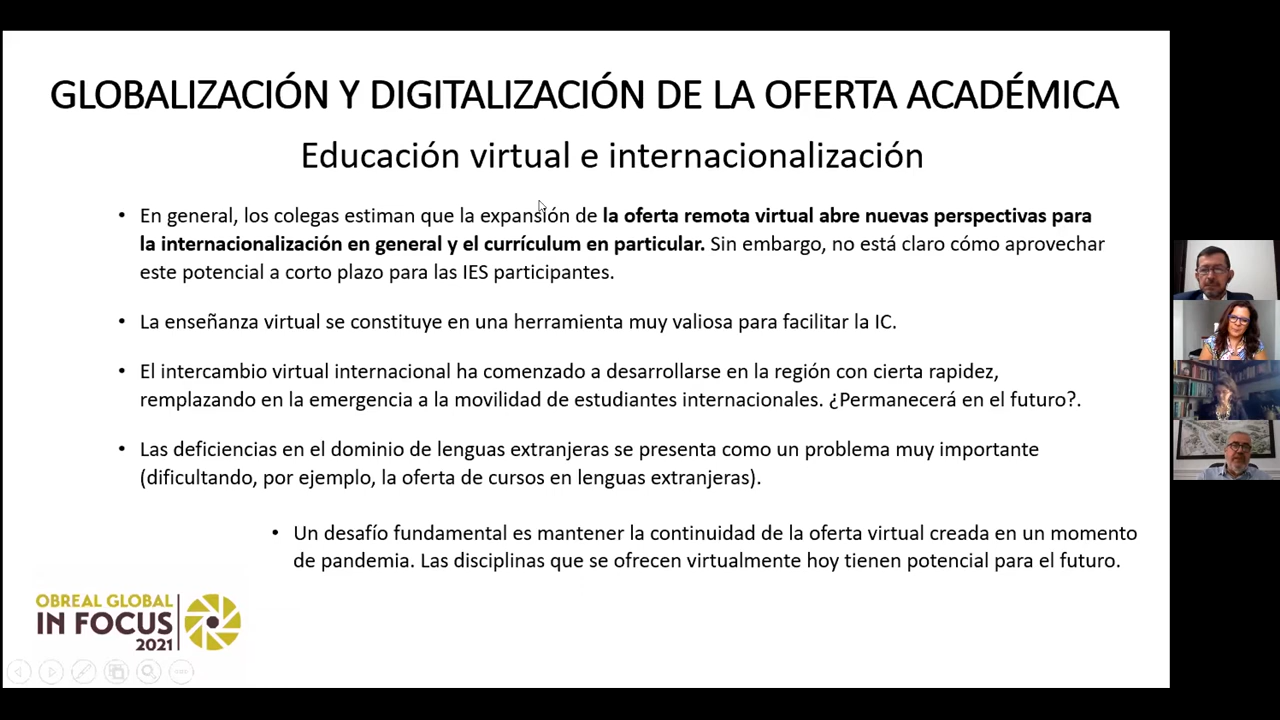 GLOBALIZACIÓN Y DIGITALIZACIÓN DE LA OFERTA ACADÉMICA
Educación virtual e internacionalización
• En general, los colegas estiman que la expansión de la oferta remota virtual abre nuevas perspectivas para
la internacionalización en general y el currículum en particular. Sin embargo, no está claro cómo aprovechar
este potencial a corto plazo para las IES participantes.
• La enseñanza virtual se constituye en una herramienta muy valiosa para facilitar la IC.
• El intercambio virtual internacional ha comenzado a desarrollarse en la región con cierta rapidez,
remplazando en la emergencia a la movilidad de estudiantes internacionales. ¿Permanecerá en el futuro?.
• Las deficiencias en el dominio de lenguas extranjeras se presenta como un problema muy importante
(dificultando, por ejemplo, la oferta de cursos en lenguas extranjeras).
• Un desafío fundamental es mantener la continuidad de la oferta virtual creada en un momento
de pandemia. Las disciplinas que se ofrecen virtualmente hoy tienen potencial para el futuro.
OBREAL GLOBAL
IN FOCUS
2021